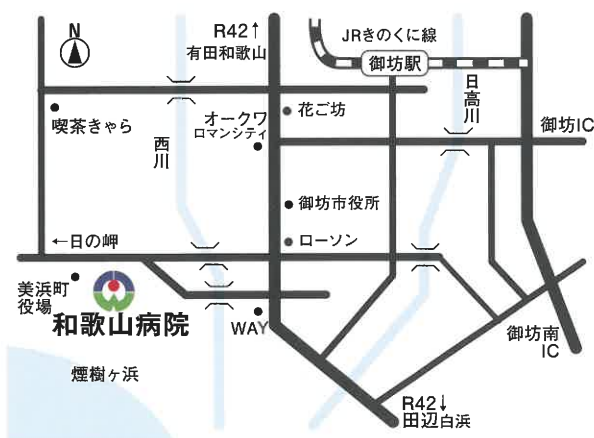 N
R42↑
有田和歌山
JRきのくに線
御坊駅
日高川
喫茶きゃら
オークワ
ロマンシティ
花ご坊
西川
御坊IC
御坊市役所
←日の岬
ローソン
美浜町
役場
和歌山病院
WAY
御坊南
IC
煙樹ヶ浜
R42↓
田辺白浜